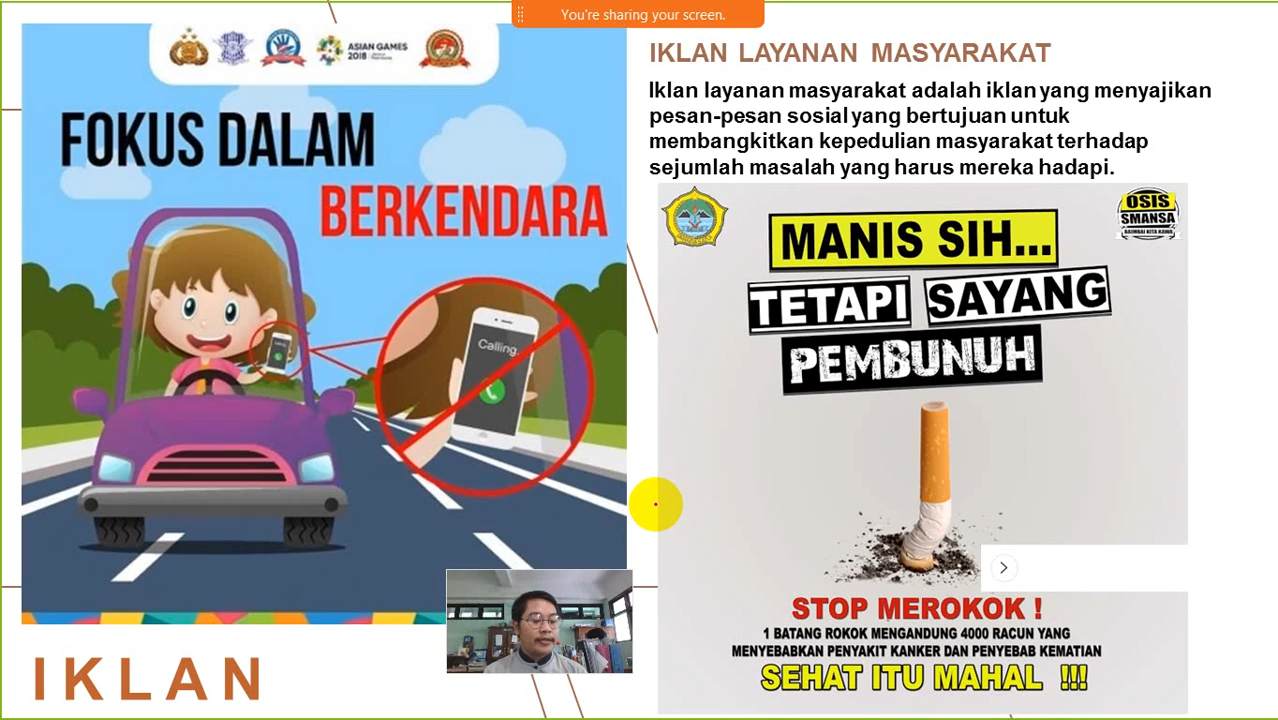 You're sharing your screen.
ASIAN GAMES
2018
FOKUS DALAM
BERKENDARA
Calling
Calling
IKLAN
IKLAN LAYANAN MASYARAKAT
Iklan layanan masyarakat adalah iklan yang menyajikan
pesan-pesan sosial yang bertujuan untuk
membangkitkan kepedulian masyarakat terhadap
sejumlah masalah yang harus mereka hadapi.
OSIS
SMANSA
MANIS SIH...
TETAPI SAYANG
PEMBUNUH
STOP MEROKOK !
1 BATANG ROKOK MENGANDUNG 4000 RACUN YANG
MENYEBABKAN PENYAKIT KANKER DAN PENYEBAB KEMATIAN
SEHAT ITU MAHAL !!!